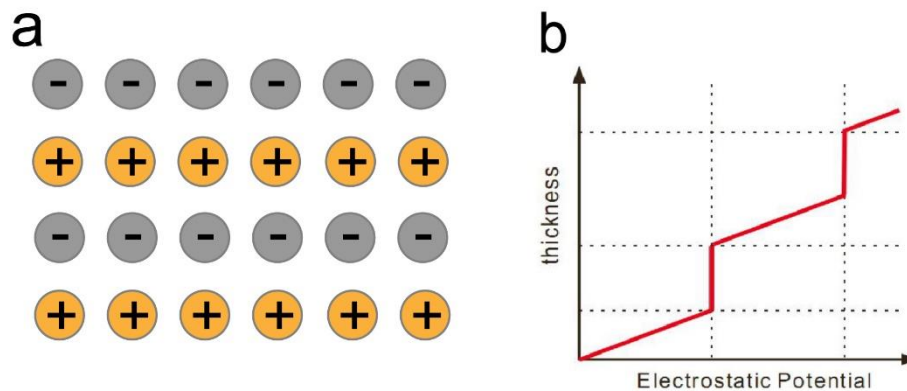 a
b
- - - - - -
+ + + + + +
- - - - - -
+ + + + + +
thickness
Electrostatic Potential